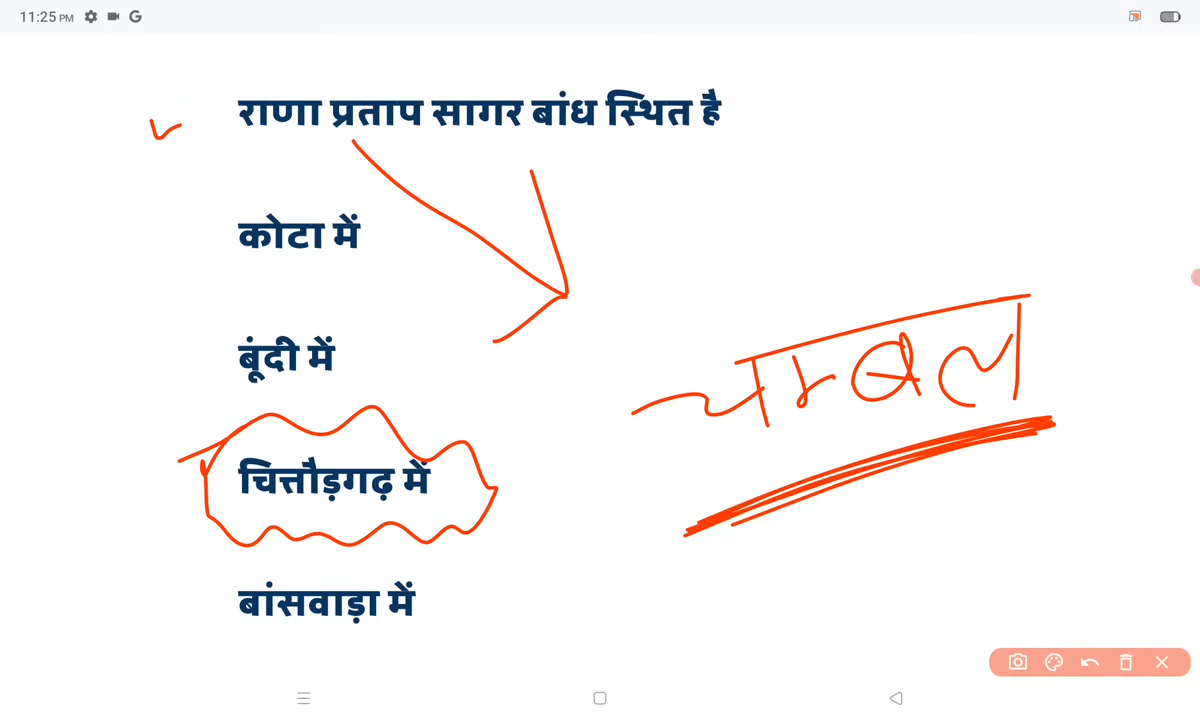 11:25 PM
राणा प्रताप सागर बांध स्थित है
कोटा में
बूंदी में
चम्बल
चित्तौड़गढ़ में
बांसवाड़ा में